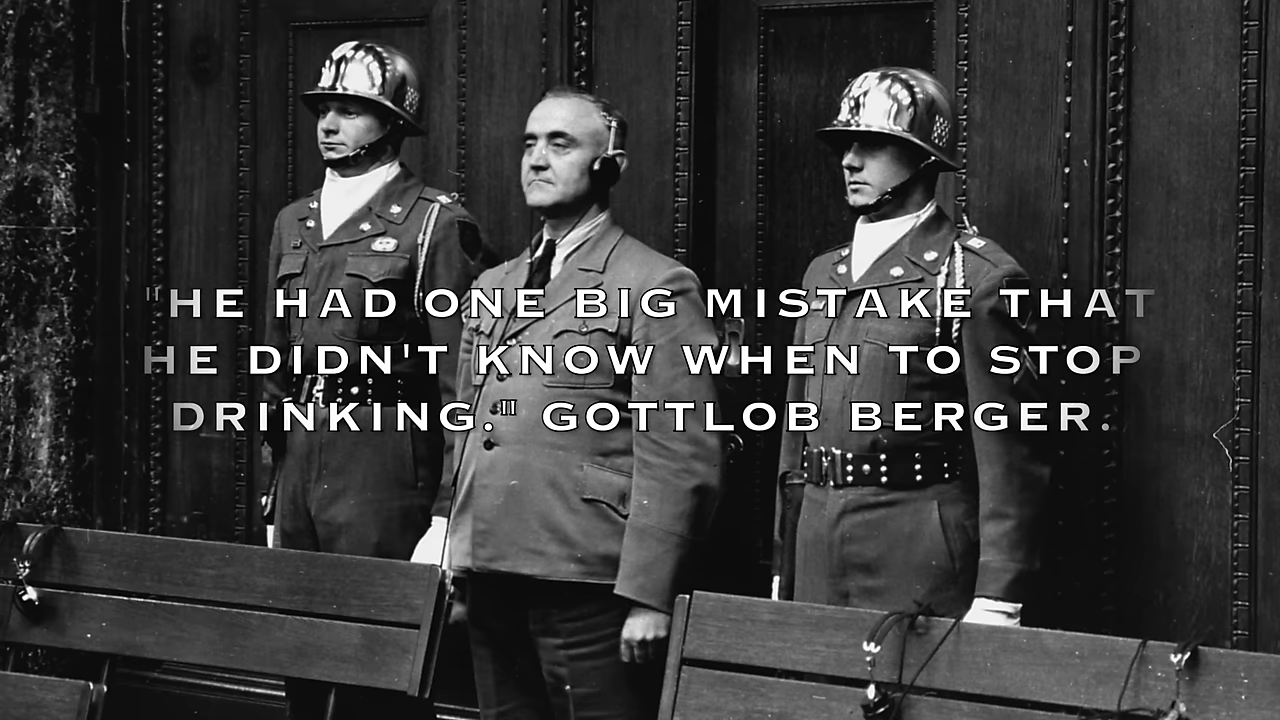 "HE HAD ONE BIG MISTAKE THAT
HE DIDN'T KNOW WHEN TO STOP
DRINKING." GOTTLOB BERGER.